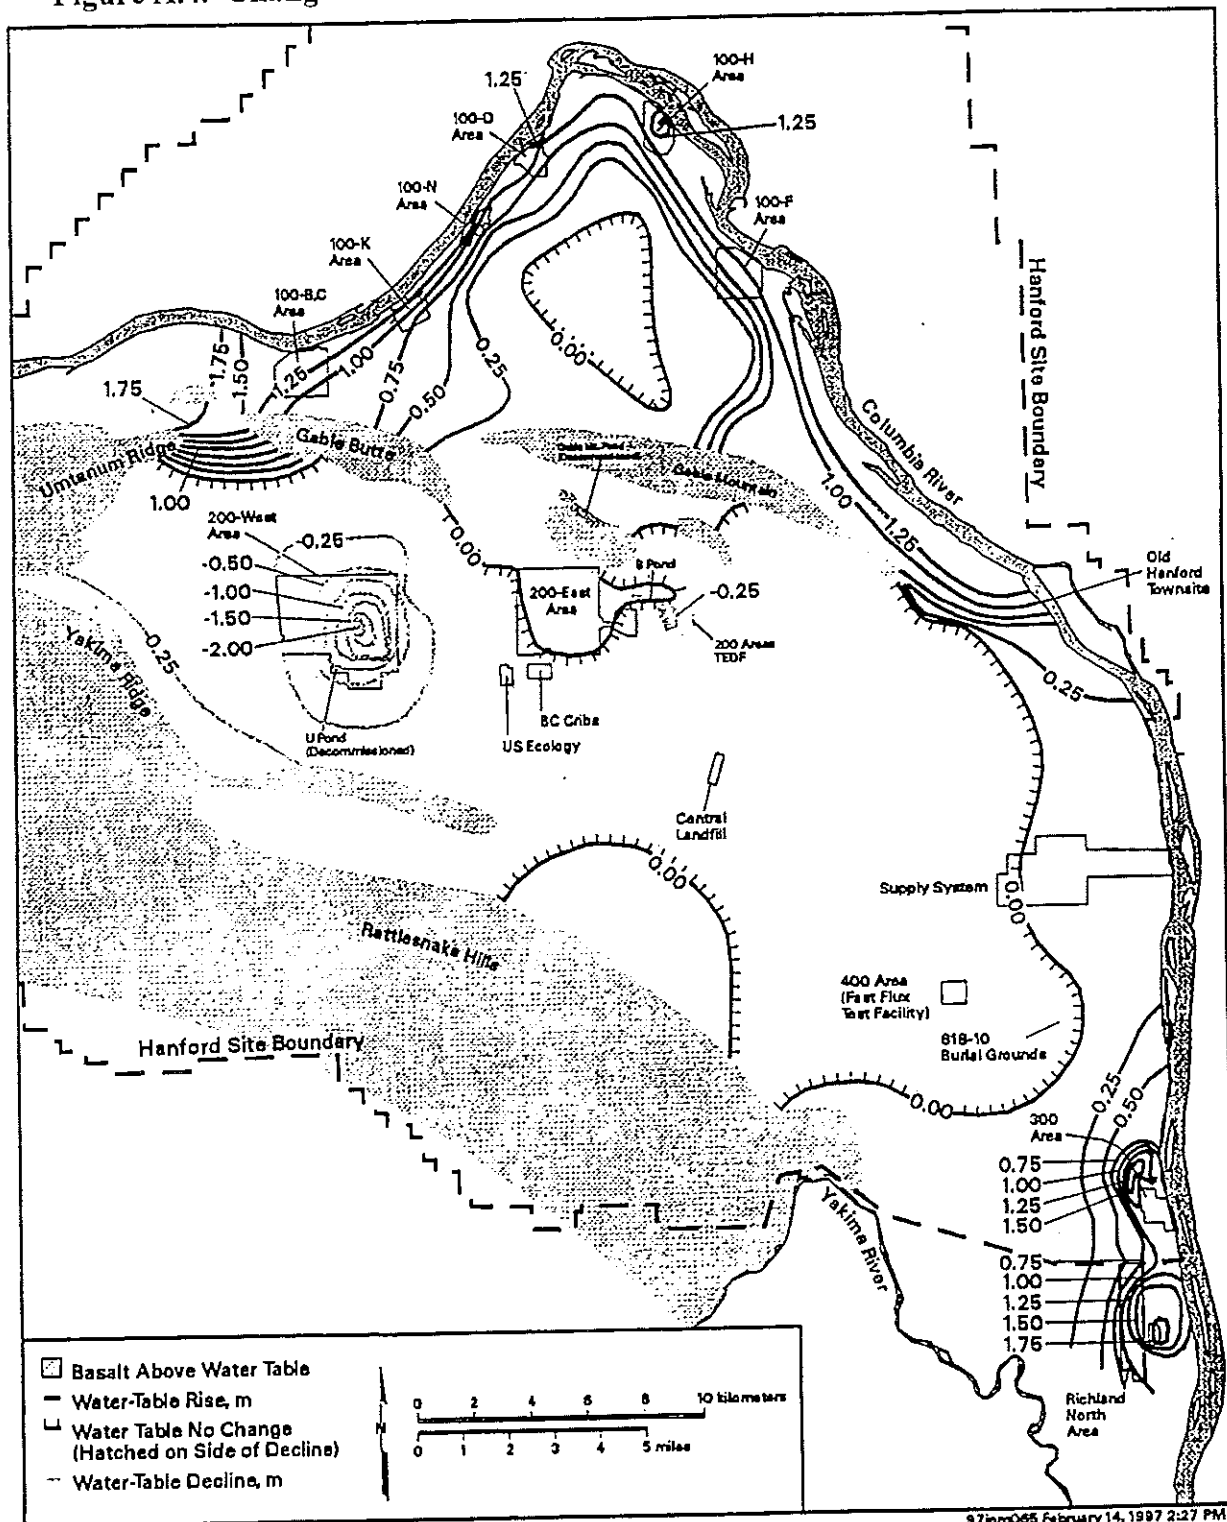 100-H
Area
1.25
1.25
100-D
Area
100-N
Area
100-F
Area
100-K
Area
100-B,C
Area
Hanford Site Boundary
0.00
0.25
1.75
1.50
1.25
1.00
0.75
0.50
1.75
Columbia River
Umtanum Ridge
Gable Butte
Gable Mt. Pond
(Decommissioned)
Gable Mountain
1.00
1.00
1.25
200-West
Area
-0.25
0.00
-0.50
-1.00
-1.50
-2.00
B Pond
200-East
Area
-0.25
200 Areas
TEDF
Old
Hanford
Townsite
Yakima Ridge
-0.25
0.25
U Pond
(Decommissioned)
US Ecology
BC Cribs
Central
Landfill
0.00
Supply System
0.00
Rattlesnake Hills
400 Area
(Fast Flux
Test Facility)
618-10
Burial Grounds
Hanford Site Boundary
0.00
0.25
0.50
300
Area
0.75
1.00
1.25
1.50
Yakima River
0.75
1.00
1.25
1.50
1.75
Richland
North
Area
Basalt Above Water Table
Water-Table Rise, m
Water Table No Change
(Hatched on Side of Decline)
Water-Table Decline, m
N
0 2 4 6 8 10 kilometers
0 1 2 3 4 5 miles
97jpm065 February 14, 1997 2:27 PM